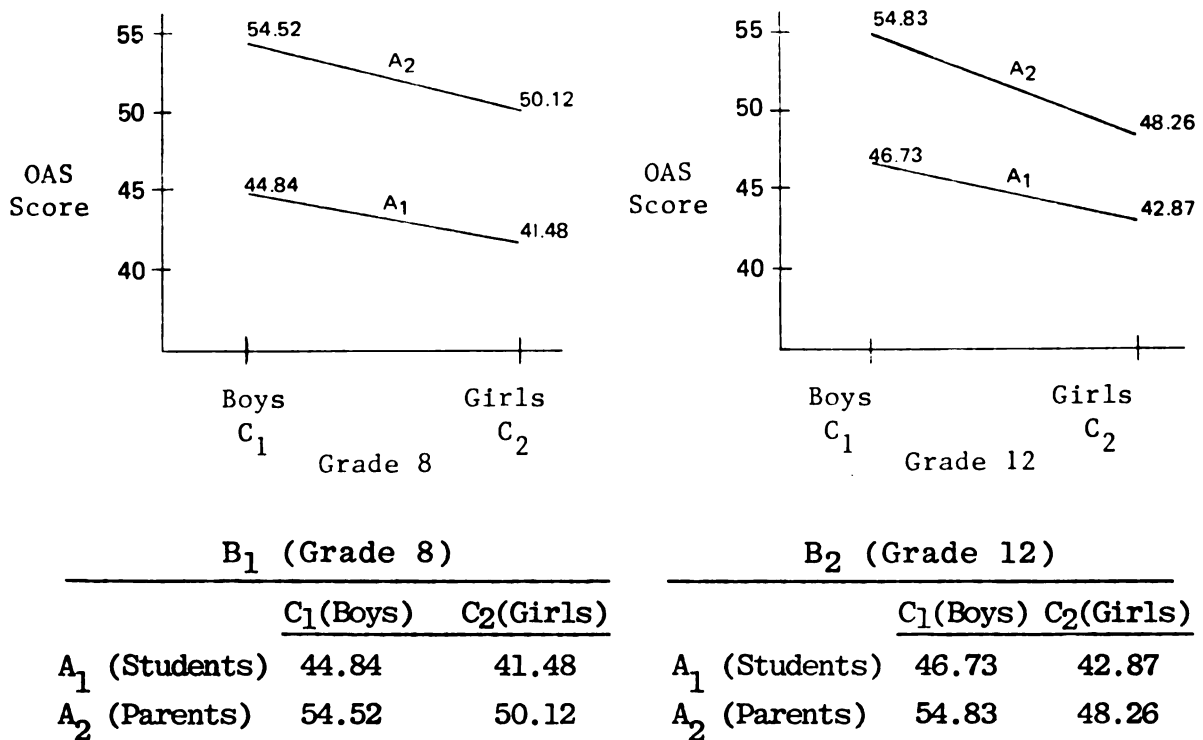 55
54.52
A2
50
50.12
OAS
Score
45
44.84
A1
41.48
40
Boys
C1
Girls
C2
Grade 8
55
54.83
A2
50
48.26
OAS
Score
46.73
45
A1
42.87
40
Boys
C1
Girls
C2
Grade 12
B1 (Grade 8)
C1(Boys) C2(Girls)
A1 (Students) 44.84 41.48
A2 (Parents) 54.52 50.12
B2 (Grade 12)
C1(Boys) C2(Girls)
A1 (Students) 46.73 42.87
A2 (Parents) 54.83 48.26